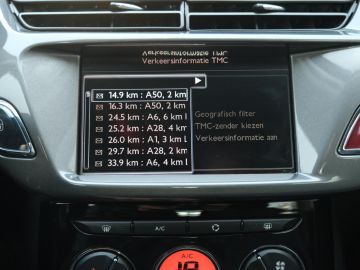 Verkeersinformatie TMC
Verkeersinformatie TMC
14.9 km : A50, 2 km
16.3 km : A50, 2 km
24.5 km : A6, 6 km l
25.2 km : A28, 4 km
26.0 km : A1, 3 km l
29.7 km : A28, 2 km
33.9 km : A6, 4 km l
Geografisch filter
TMC-zender kiezen
Verkeersinformatie aan
A/C
A/C